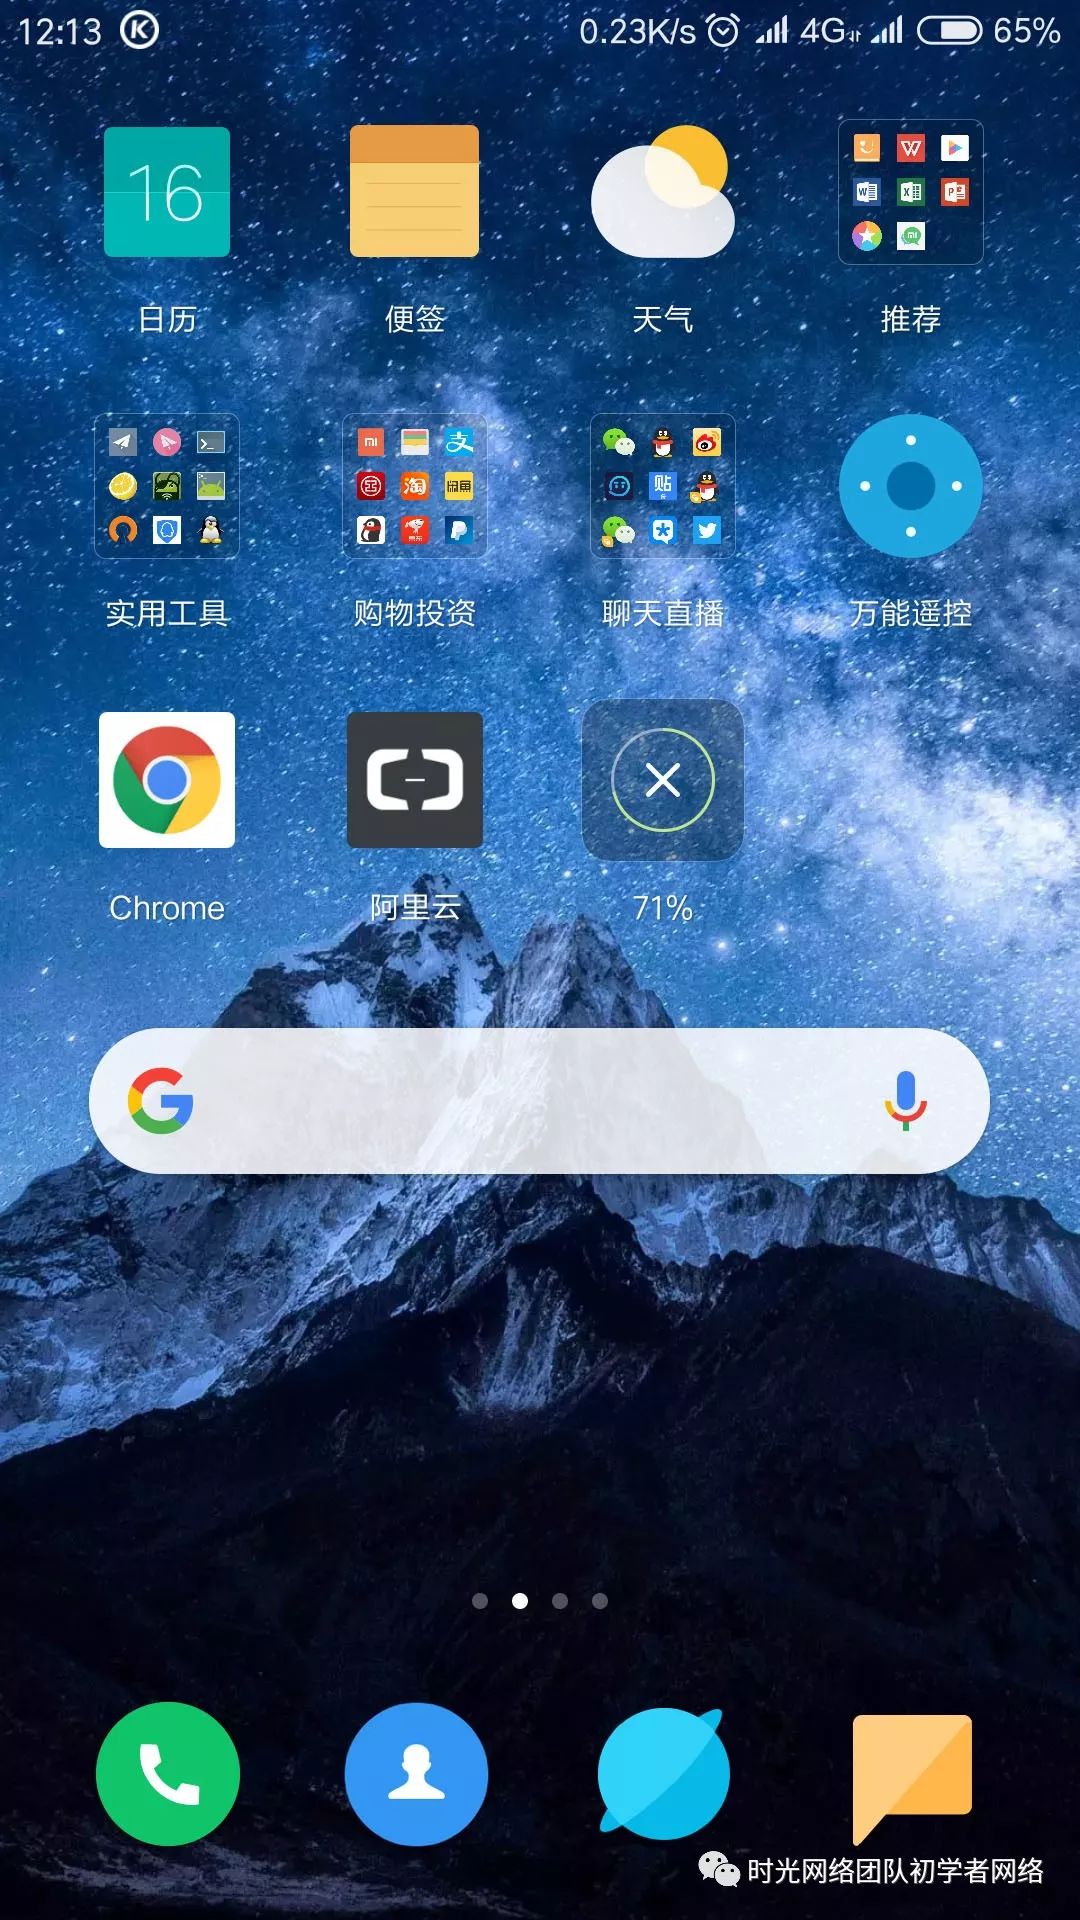 12:13 K 0.23K/s 4G 65%
16
日历 便签 天气 推荐
实用工具 购物投资 聊天直播 万能遥控
Chrome 阿里云 71%
时光网络团队初学者网络